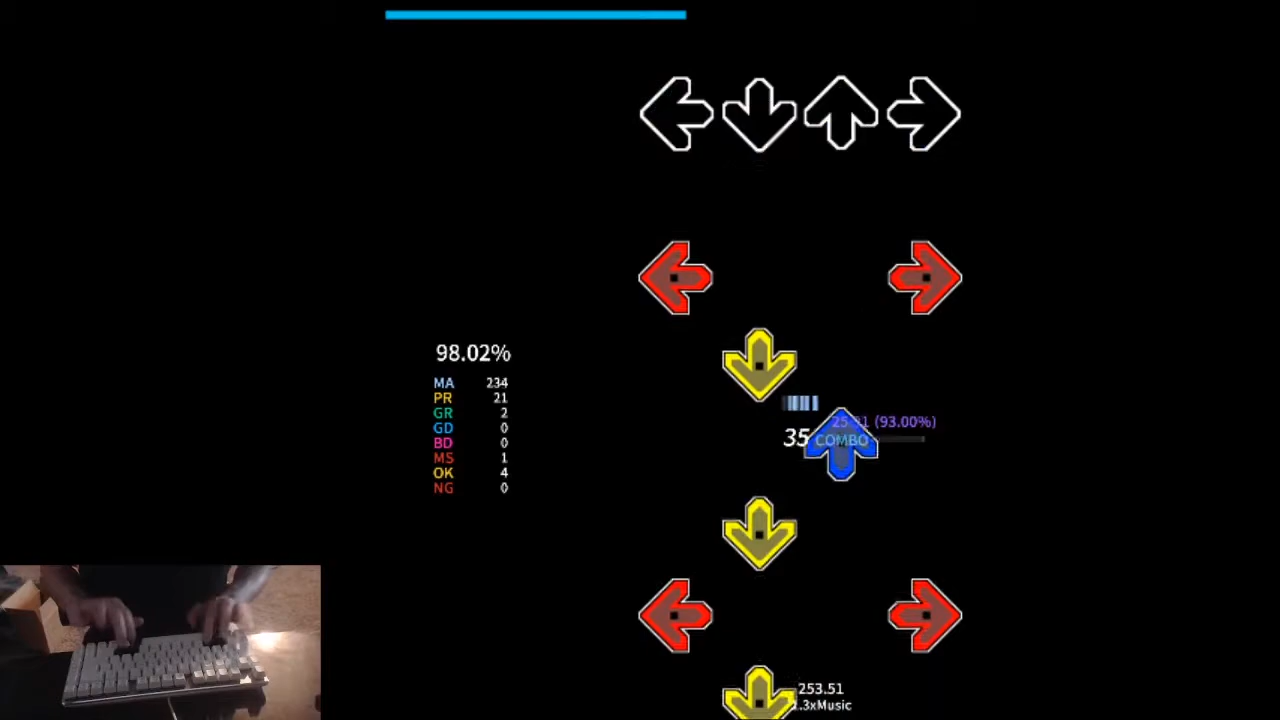 98.02%
MA 234
PR 21
GR 2
GD 0
BD 0
MS 1
OK 4
NG 0
(93.00%)
35 COMBO
253.51
1.3xMusic